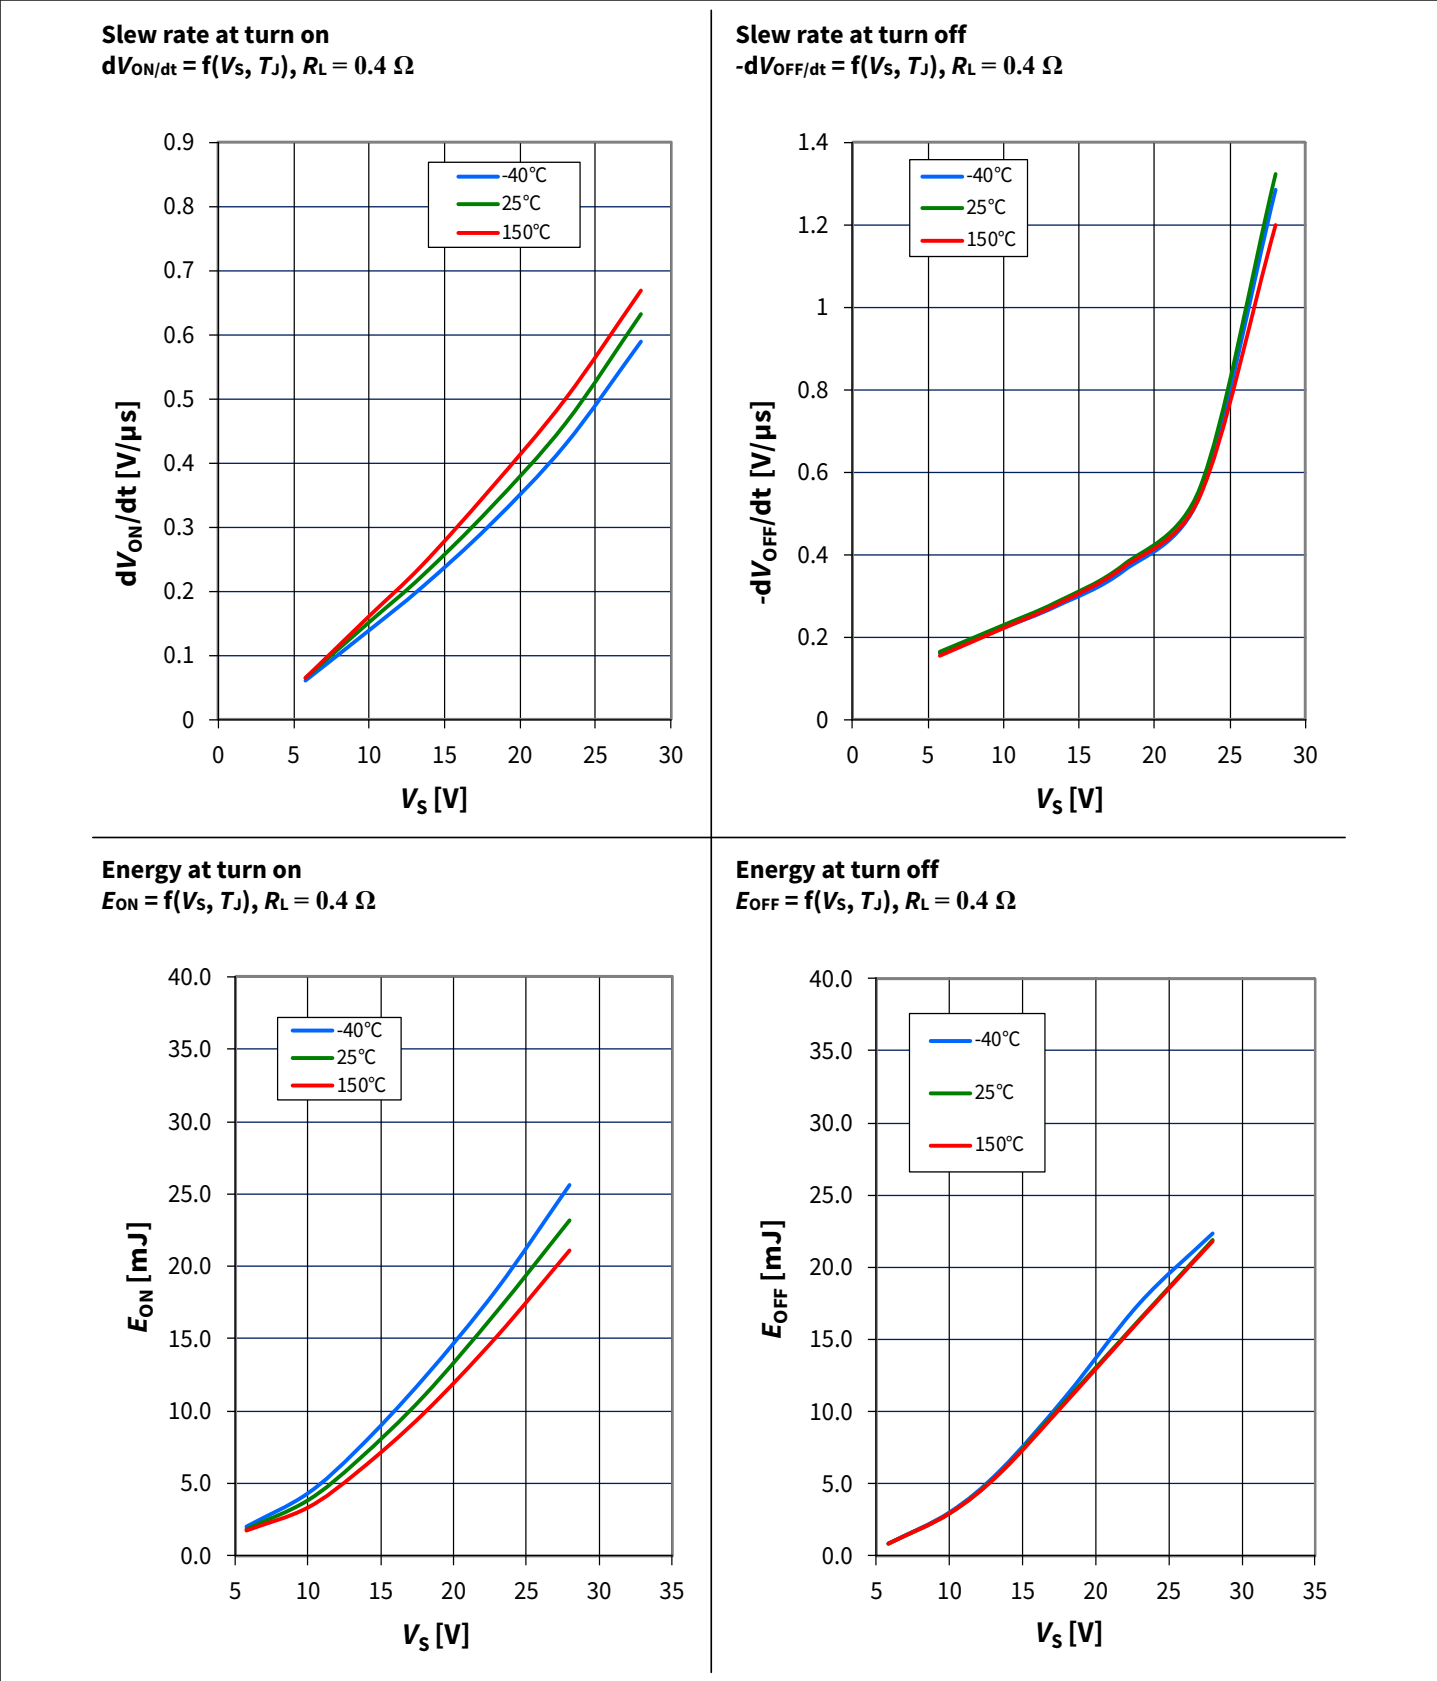 Slew rate at turn on
dVON/dt = f(VS, TJ), RL = 0.4 Ω
0.9
0.8
0.7
0.6
0.5
0.4
0.3
0.2
0.1
0
-40°C
25°C
150°C
dVON/dt [V/µs]
0 5 10 15 20 25 30
VS [V]
Slew rate at turn off
-dVOFF/dt = f(VS, TJ), RL = 0.4 Ω
1.4
1.2
1
0.8
0.6
0.4
0.2
0
-40°C
25°C
150°C
-dVOFF/dt [V/µs]
0 5 10 15 20 25 30
VS [V]
Energy at turn on
EON = f(VS, TJ), RL = 0.4 Ω
40.0
35.0
30.0
25.0
20.0
15.0
10.0
5.0
0.0
-40°C
25°C
150°C
EON [mJ]
5 10 15 20 25 30 35
VS [V]
Energy at turn off
EOFF = f(VS, TJ), RL = 0.4 Ω
40.0
35.0
30.0
25.0
20.0
15.0
10.0
5.0
0.0
-40°C
25°C
150°C
EOFF [mJ]
5 10 15 20 25 30 35
VS [V]